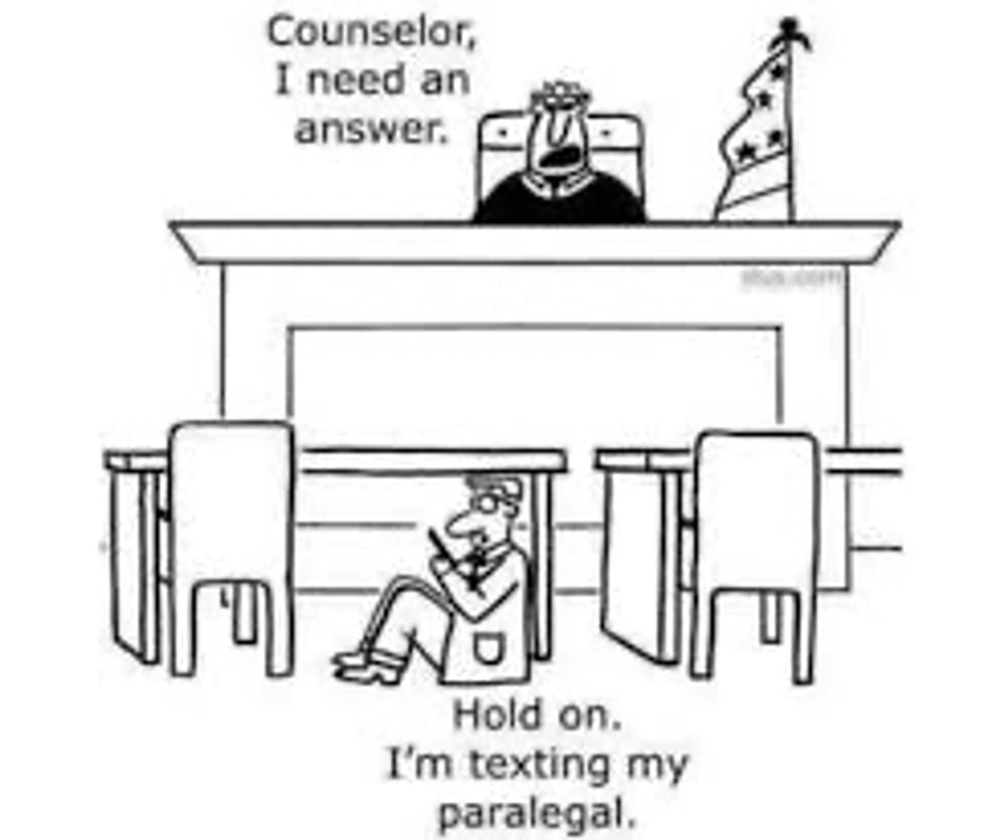 Counselor,
I need an
answer.
Hold on.
I'm texting my
paralegal.